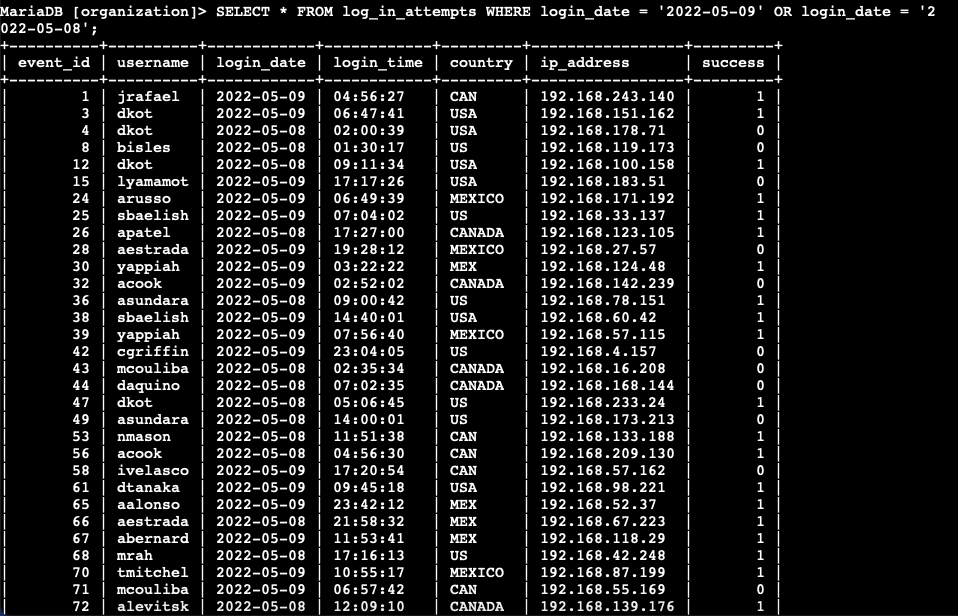 MariaDB [organization]> SELECT * FROM log_in_attempts WHERE login_date = '2022-05-09' OR login_date = '2
022-05-08';
+----------+----------+------------+------------+---------+-----------------+---------+
| event_id | username | login_date | login_time | country | ip_address      | success |
+----------+----------+------------+------------+---------+-----------------+---------+
|        1 | jrafael  | 2022-05-09 | 04:56:27   | CAN     | 192.168.243.140 |       1 |
|        3 | dkot     | 2022-05-09 | 06:47:41   | USA     | 192.168.151.162 |       1 |
|        4 | dkot     | 2022-05-08 | 02:00:39   | USA     | 192.168.178.71  |       0 |
|        8 | bisles   | 2022-05-08 | 01:30:17   | US      | 192.168.119.173 |       0 |
|       12 | dkot     | 2022-05-08 | 09:11:34   | USA     | 192.168.100.158 |       1 |
|       15 | lyamamot | 2022-05-09 | 17:17:26   | USA     | 192.168.183.51  |       0 |
|       24 | arusso   | 2022-05-09 | 06:49:39   | MEXICO  | 192.168.171.192 |       1 |
|       25 | sbaelish | 2022-05-09 | 07:04:02   | US      | 192.168.33.137  |       1 |
|       26 | apatel   | 2022-05-08 | 17:27:00   | CANADA  | 192.168.123.105 |       1 |
|       28 | aestrada | 2022-05-09 | 19:28:12   | MEXICO  | 192.168.27.57   |       0 |
|       30 | yappiah  | 2022-05-09 | 03:22:22   | MEX     | 192.168.124.48  |       1 |
|       32 | acook    | 2022-05-09 | 02:52:02   | CANADA  | 192.168.142.239 |       0 |
|       36 | asundara | 2022-05-08 | 09:00:42   | US      | 192.168.78.151  |       1 |
|       38 | sbaelish | 2022-05-09 | 14:40:01   | USA     | 192.168.60.42   |       1 |
|       39 | yappiah  | 2022-05-09 | 07:56:40   | MEXICO  | 192.168.57.115  |       1 |
|       42 | cgriffin | 2022-05-09 | 23:04:05   | US      | 192.168.4.157   |       0 |
|       43 | mcouliba | 2022-05-08 | 02:35:34   | CANADA  | 192.168.16.208  |       0 |
|       44 | daquino  | 2022-05-08 | 07:02:35   | CANADA  | 192.168.168.144 |       0 |
|       47 | dkot     | 2022-05-08 | 05:06:45   | US      | 192.168.233.24  |       1 |
|       49 | asundara | 2022-05-08 | 14:00:01   | US      | 192.168.173.213 |       0 |
|       53 | nmason   | 2022-05-08 | 11:51:38   | CAN     | 192.168.133.188 |       1 |
|       56 | acook    | 2022-05-08 | 04:56:30   | CAN     | 192.168.209.130 |       1 |
|       58 | ivelasco | 2022-05-09 | 17:20:54   | CAN     | 192.168.57.162  |       0 |
|       61 | dtanaka  | 2022-05-09 | 09:45:18   | USA     | 192.168.98.221  |       1 |
|       65 | aalonso  | 2022-05-09 | 23:42:12   | MEX     | 192.168.52.37   |       1 |
|       66 | aestrada | 2022-05-08 | 21:58:32   | MEX     | 192.168.67.223  |       1 |
|       67 | abernard | 2022-05-09 | 11:53:41   | MEX     | 192.168.118.29  |       1 |
|       68 | mrah     | 2022-05-08 | 17:16:13   | US      | 192.168.42.248  |       1 |
|       70 | tmitchel | 2022-05-09 | 10:55:17   | MEXICO  | 192.168.87.199  |       1 |
|       71 | mcouliba | 2022-05-09 | 06:57:42   | CAN     | 192.168.55.169  |       0 |
|       72 | alevitsk | 2022-05-08 | 12:09:10   | CANADA  | 192.168.139.176 |       1 |